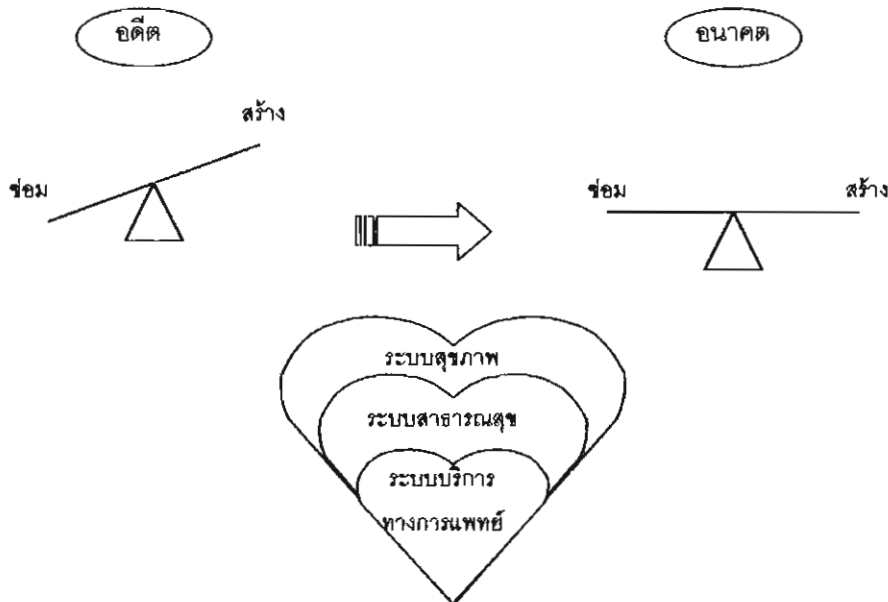 อดีต
อนาคต
สร้าง
ซ่อม
ซ่อม
สร้าง
ระบบสุขภาพ
ระบบสาธารณสุข
ระบบบริการ
ทางการแพทย์